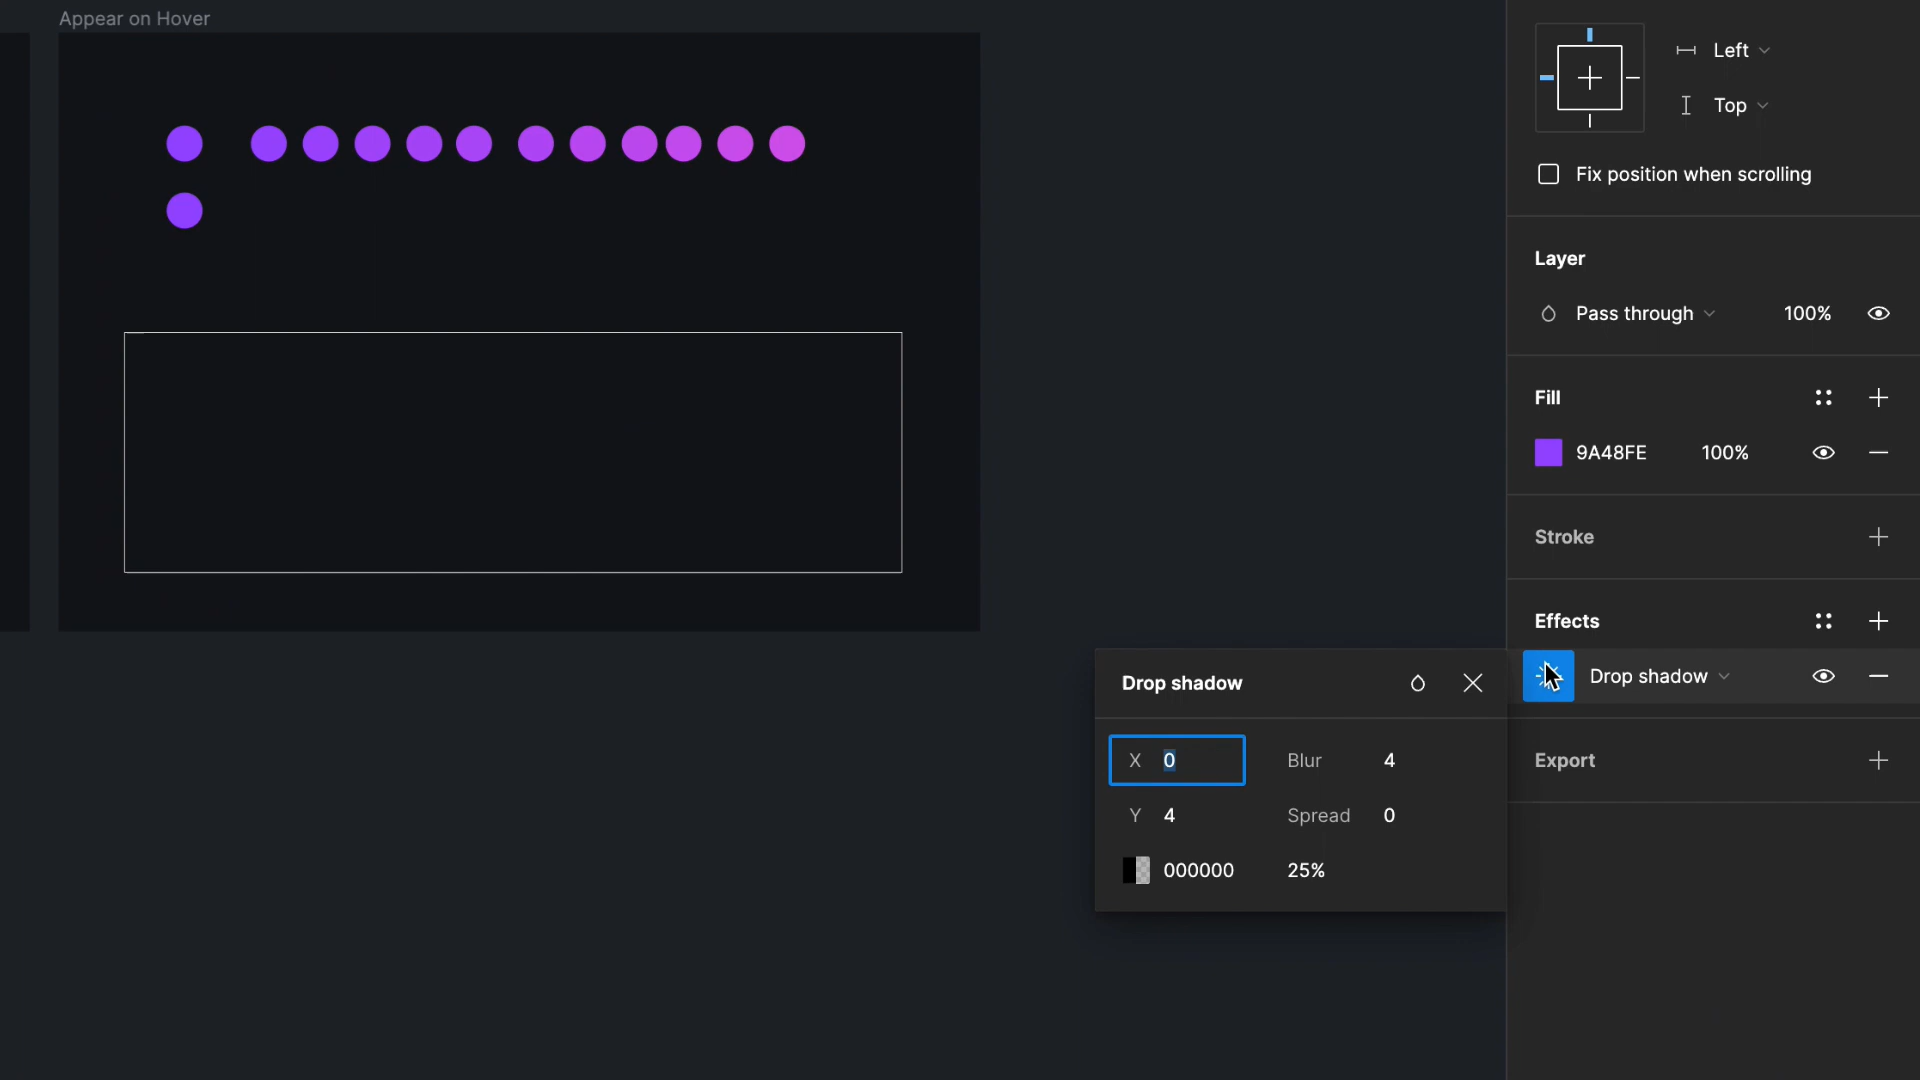 Appear on Hover
Left
Top
Fix position when scrolling
Layer
Pass through 100%
Fill
9A48FE 100%
Stroke
Effects
Drop shadow
Export
Drop shadow
X 0 Blur 4
Y 4 Spread 0
000000 25%